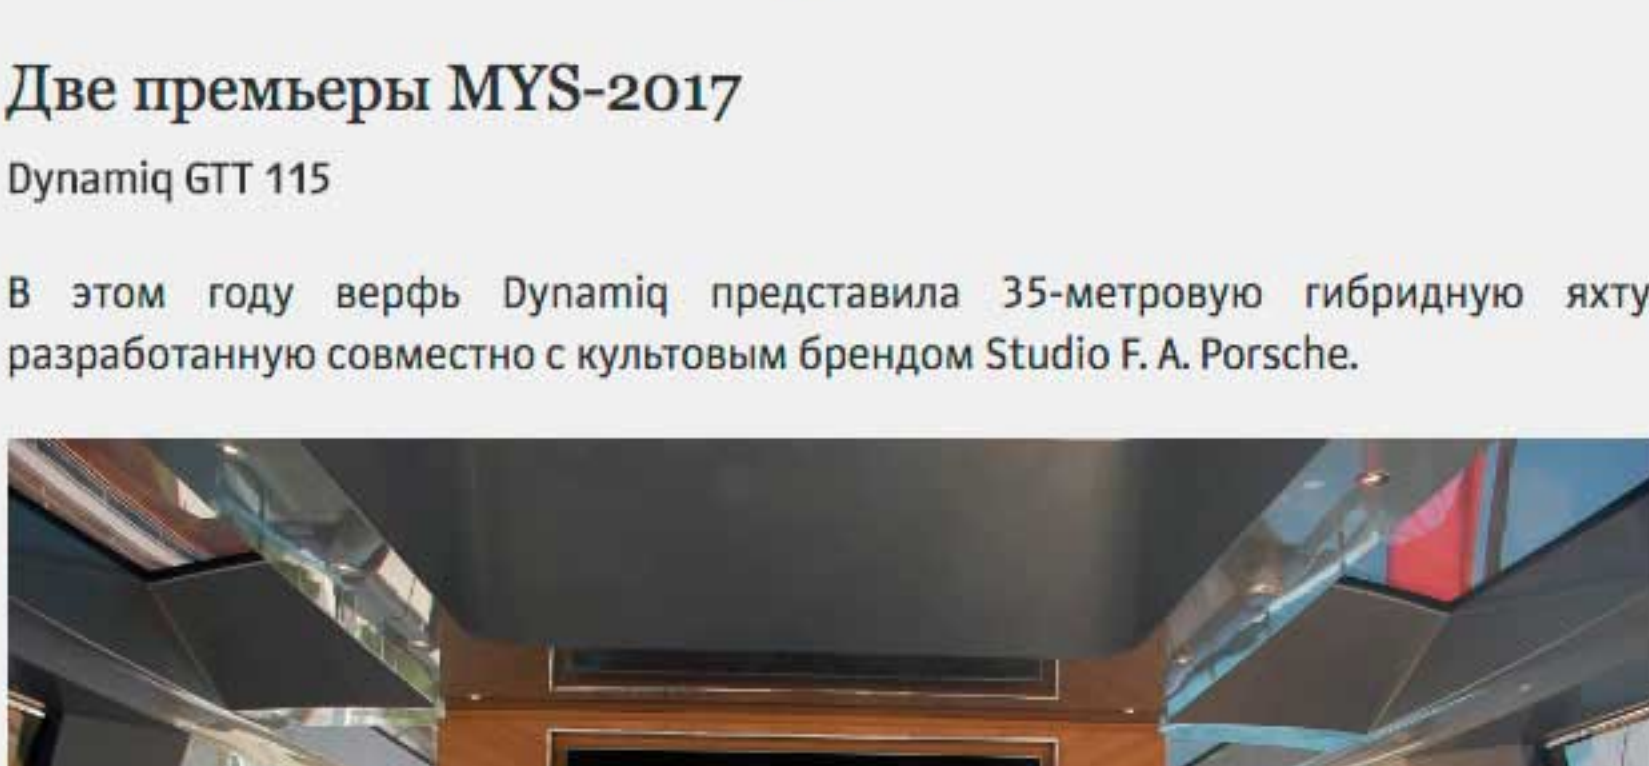 Две премьеры MYS-2017
Dynamiq GTT 115
В этом году верфь Dynamiq представила 35-метровую гибридную яхту
разработанную совместно с культовым брендом Studio F. A. Porsche.